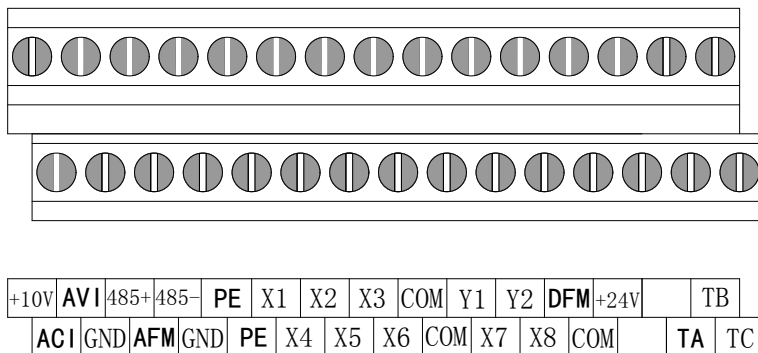 +10V AVI 485+ 485- PE X1 X2 X3 COM Y1 Y2 DFM +24V TB
ACI GND AFM GND PE X4 X5 X6 COM X7 X8 COM TA TC